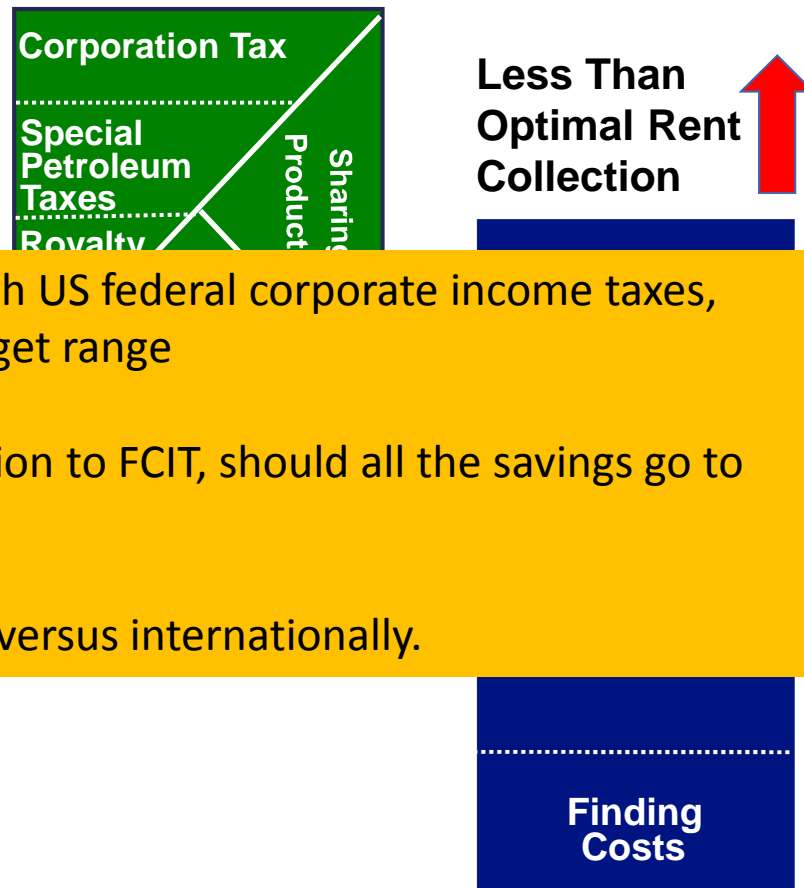 Corporation Tax
Special
Petroleum
Taxes
Royalty
Sharing
Product
Less Than
Optimal Rent
Collection
h US federal corporate income taxes,
get range
ion to FCIT, should all the savings go to
versus internationally.
Finding
Costs